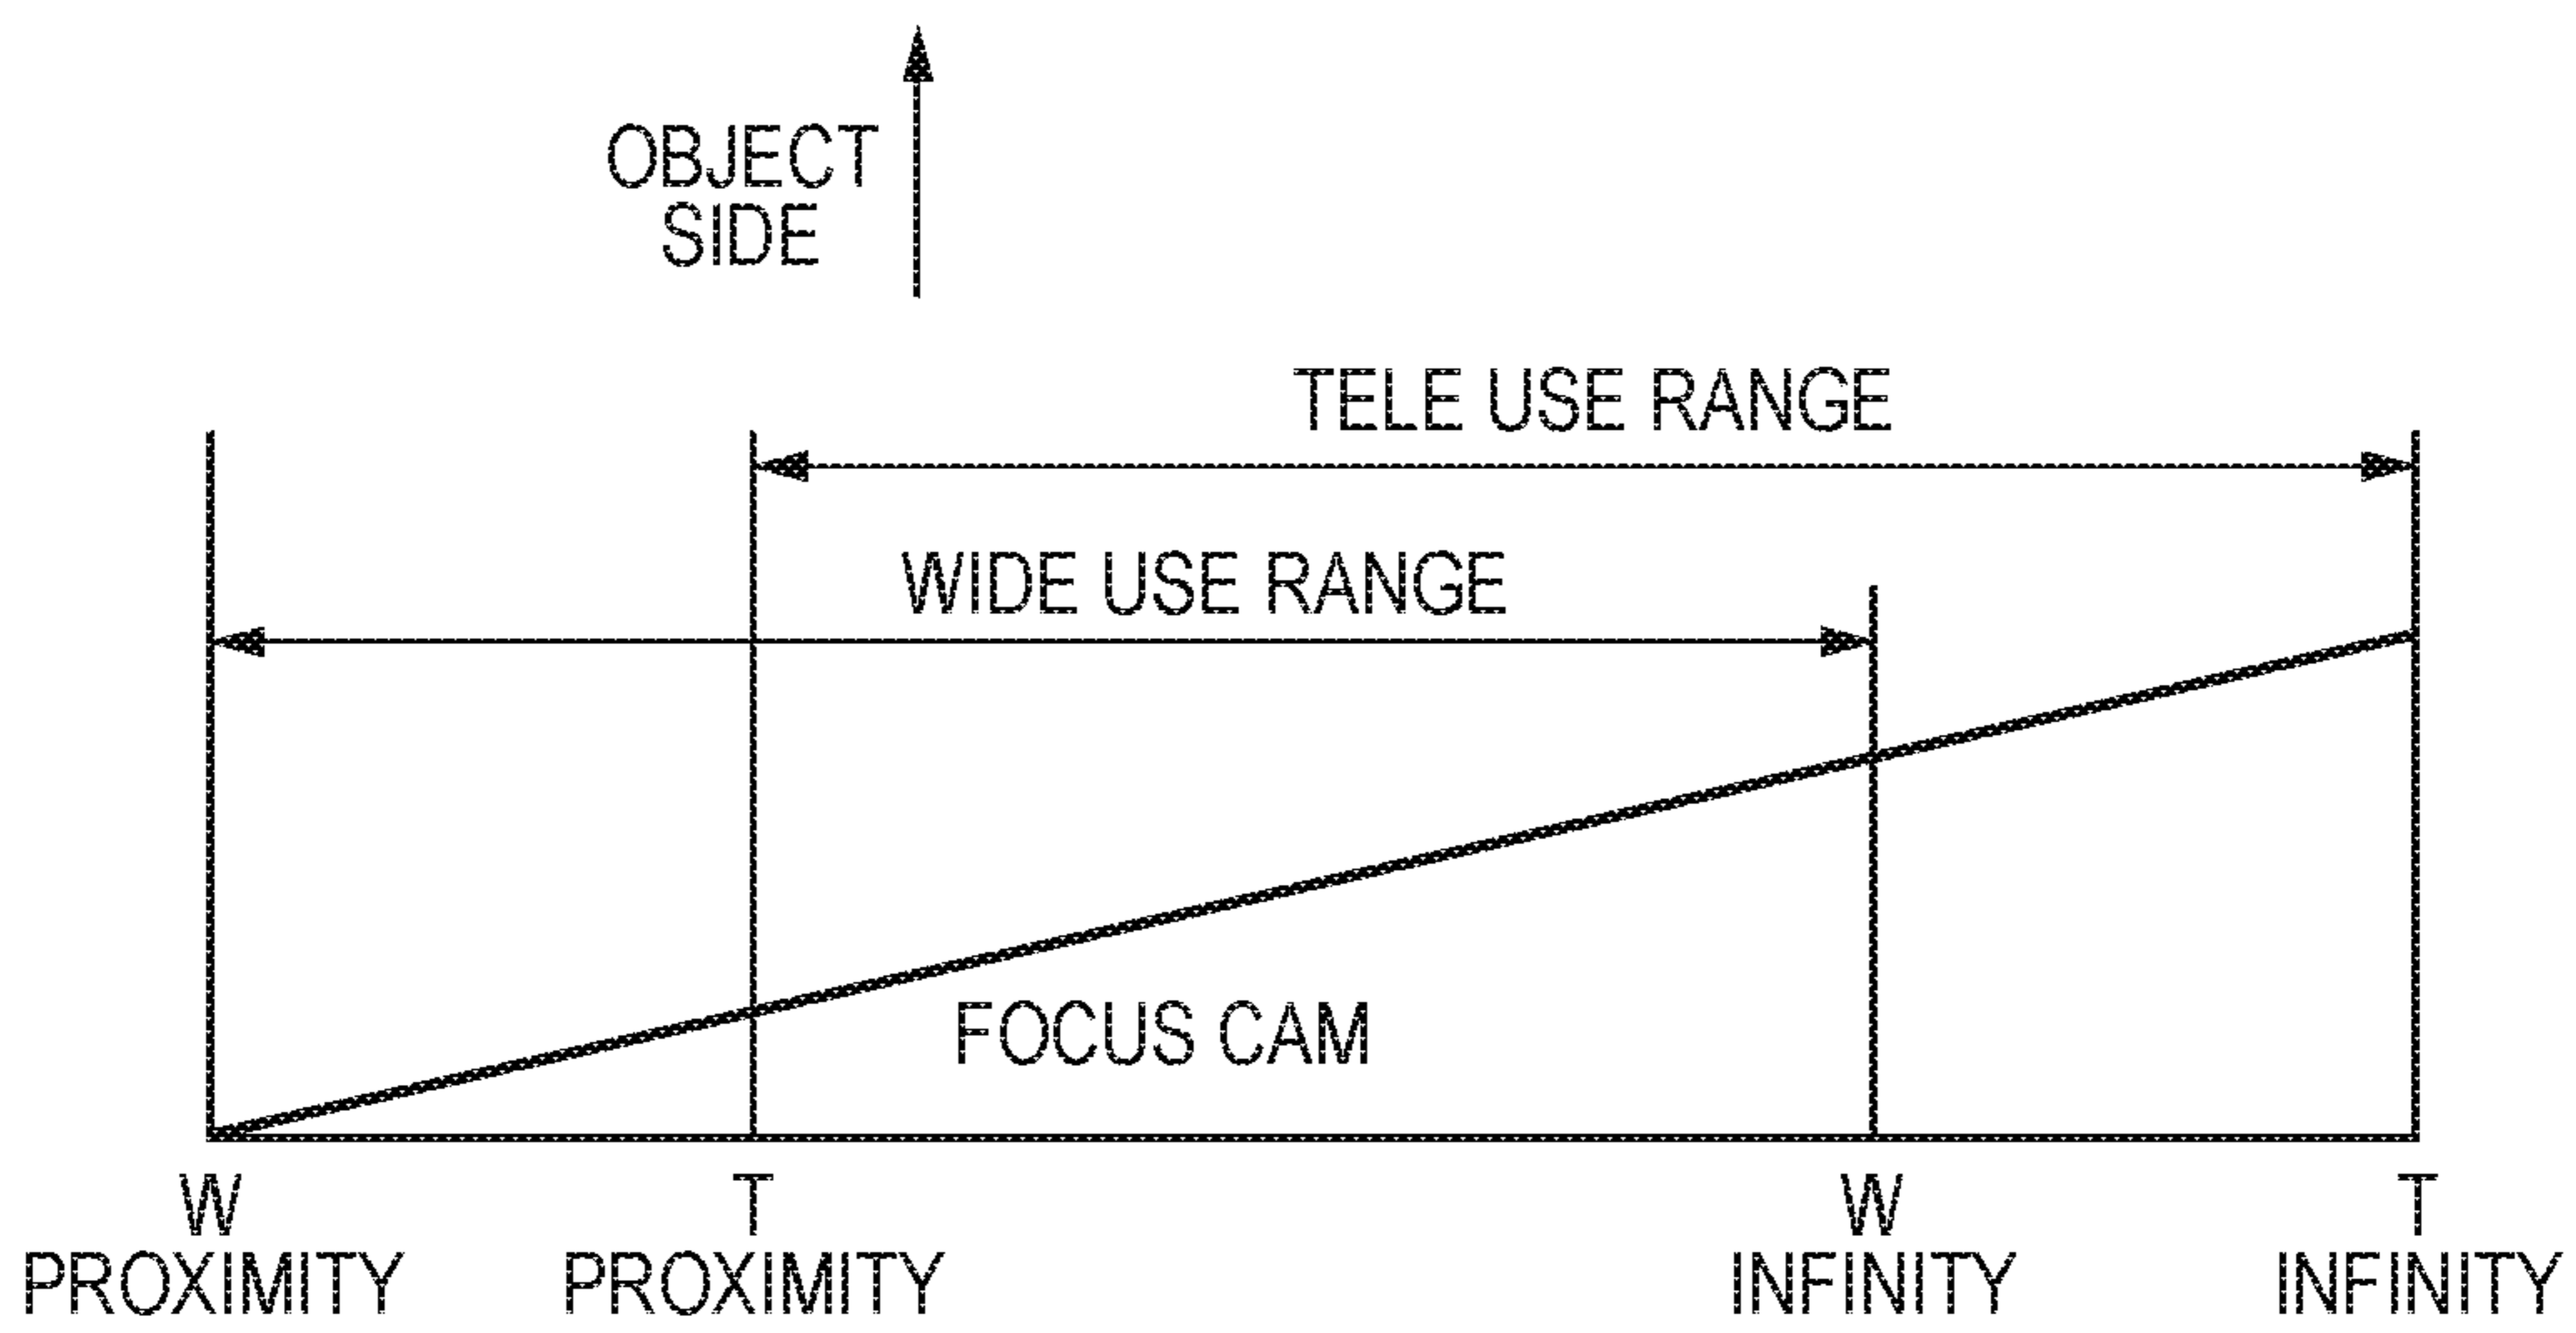 OBJECT
SIDE
TELE USE RANGE
WIDE USE RANGE
FOCUS CAM
W
PROXIMITY
T
PROXIMITY
W
INFINITY
T
INFINITY